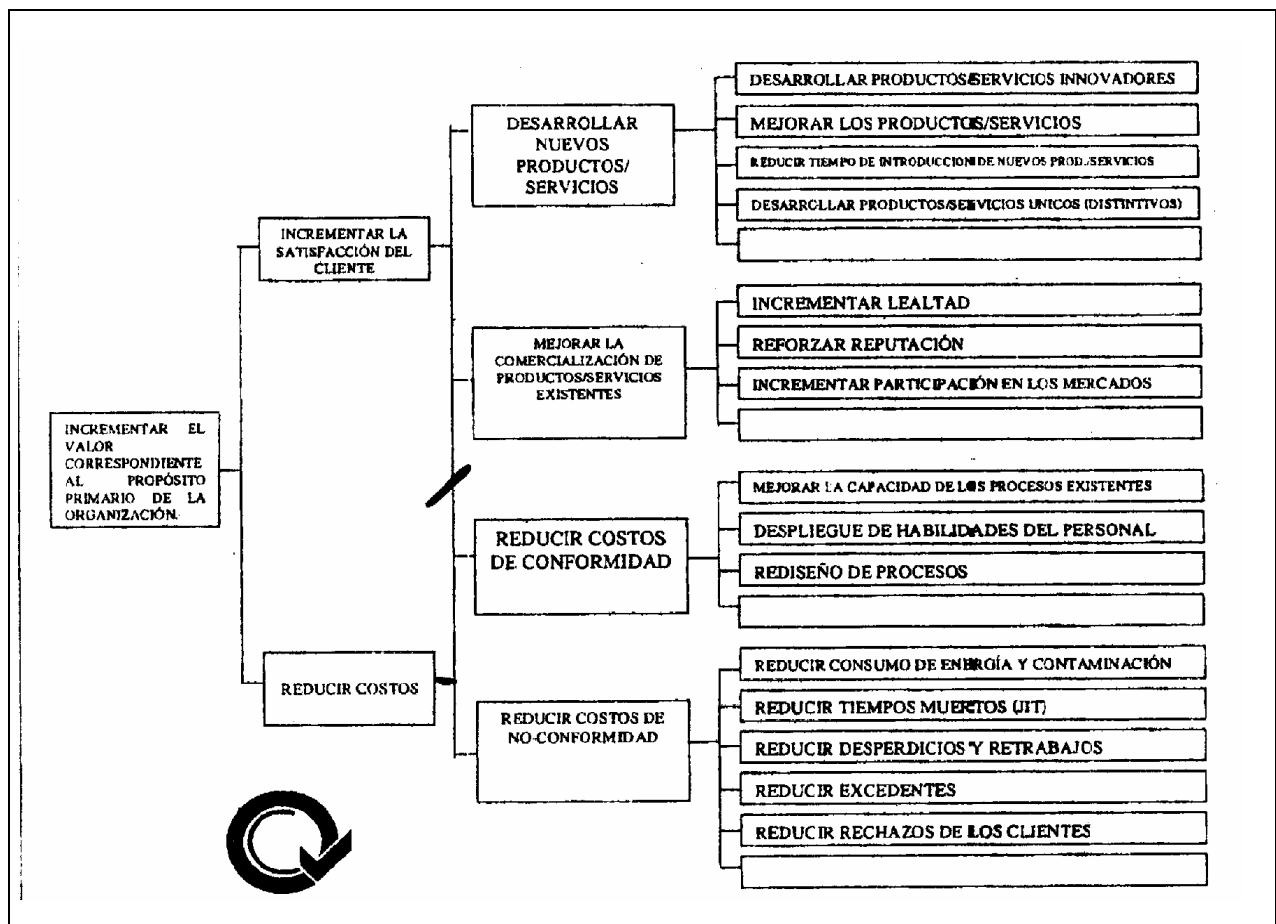 INCREMENTAR EL
VALOR
CORRESPONDIENTE
AL PROPÓSITO
PRIMARIO DE LA
ORGANIZACIÓN.
INCREMENTAR LA
SATISFACCIÓN DEL
CLIENTE
REDUCIR COSTOS
DESARROLLAR
NUEVOS
PRODUCTOS/
SERVICIOS
MEJORAR LA
COMERCIALIZACIÓN DE
PRODUCTOS/SERVICIOS
EXISTENTES
REDUCIR COSTOS
DE CONFORMIDAD
REDUCIR COSTOS DE
NO-CONFORMIDAD
DESARROLLAR PRODUCTOS/SERVICIOS INNOVADORES
MEJORAR LOS PRODUCTOS/SERVICIOS
REDUCIR TIEMPO DE INTRODUCCION DE NUEVOS PROD./SERVICIOS
DESARROLLAR PRODUCTOS/SERVICIOS UNICOS (DISTINTIVOS)
INCREMENTAR LEALTAD
REFORZAR REPUTACIÓN
INCREMENTAR PARTICIPACIÓN EN LOS MERCADOS
MEJORAR LA CAPACIDAD DE LOS PROCESOS EXISTENTES
DESPLIEGUE DE HABILIDADES DEL PERSONAL
REDISEÑO DE PROCESOS
REDUCIR CONSUMO DE ENERGÍA Y CONTAMINACIÓN
REDUCIR TIEMPOS MUERTOS (JIT)
REDUCIR DESPERDICIOS Y RETRABAJOS
REDUCIR EXCEDENTES
REDUCIR RECHAZOS DE LOS CLIENTES